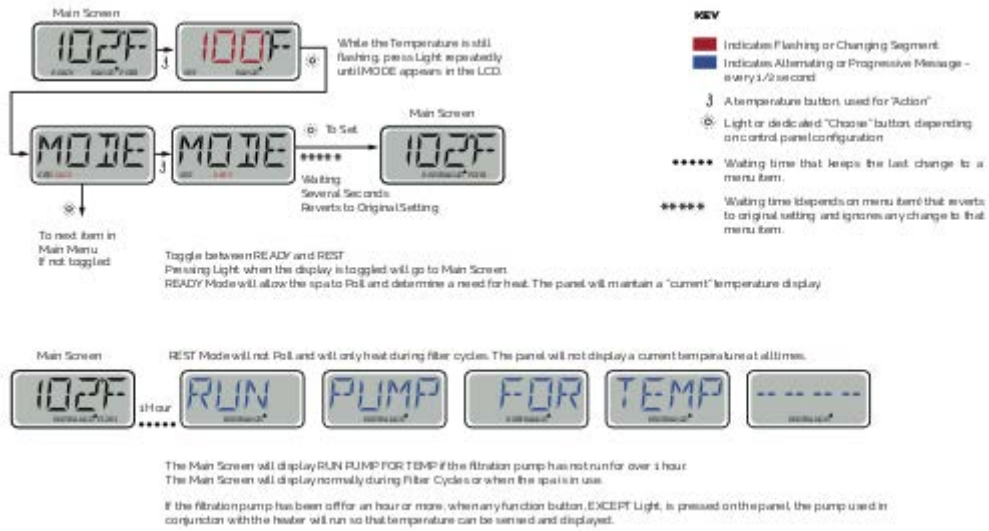 Main Screen
102°F
100°F
While the Temperature is still
flashing, press Light repeatedly
until MODE appears in the LCD.
KEY
Indicates Flashing or Changing Segment
Indicates Alternating or Progressive Message -
every 1/2 second
A temperature button, used for "Action"
Light or dedicated "Choose" button, depending
on control panel configuration
Waiting time that keeps the last change to a
menu item.
Waiting time (depends on menu item) that reverts
to original setting and ignores any change to that
menu item.
MODE
MODE
To Set
Waiting
Several Seconds
Reverts to Original Setting
Main Screen
102°F
To next item in
Main Menu
If not toggled
Toggle between READY and REST
Pressing Light when the display is toggled will go to Main Screen.
READY Mode will allow the spa to Poll and determine a need for heat. The panel will maintain a "current" temperature display.
Main Screen
REST Mode will not Poll and will only heat during filter cycles. The panel will not display a current temperature at all times.
102°F
1 Hour
RUN
PUMP
FOR
TEMP
----
The Main Screen will display RUN PUMP FOR TEMP if the filtration pump has not run for over 1 hour.
The Main Screen will display normally during Filter Cycles or when the spa is in use.
If the filtration pump has been off for an hour or more, when any function button, EXCEPT Light, is pressed on the panel, the pump used in
conjunction with the heater will run so that temperature can be sensed and displayed.